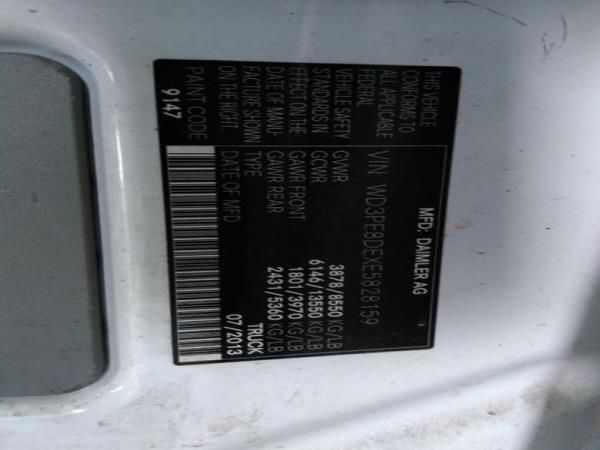 MFD: DAIMLER AG
VIN WD3PE8DEXE5828159
THIS VEHICLE
CONFORMS TO
ALL APPLICABLE
FEDERAL
VEHICLE SAFETY
STANDARDS IN
EFFECT ON THE
DATE OF MANU-
FACTURE SHOWN
ON THE RIGHT.
PAINT CODE
9147
GVWR 3878/8550 KG/LB
GCWR 6146/13550 KG/LB
GAWR FRONT 1801/3970 KG/LB
GAWR REAR 2431/5360 KG/LB
TYPE TRUCK
DATE OF MFD 07/2013